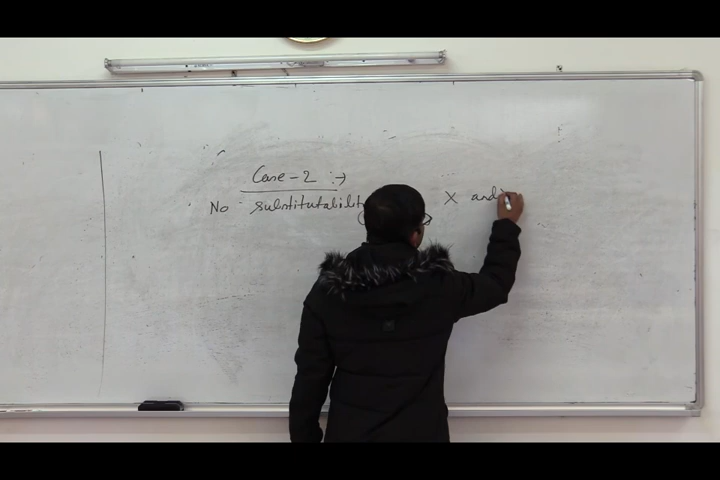 Case - 2 :→
No substitutability X and